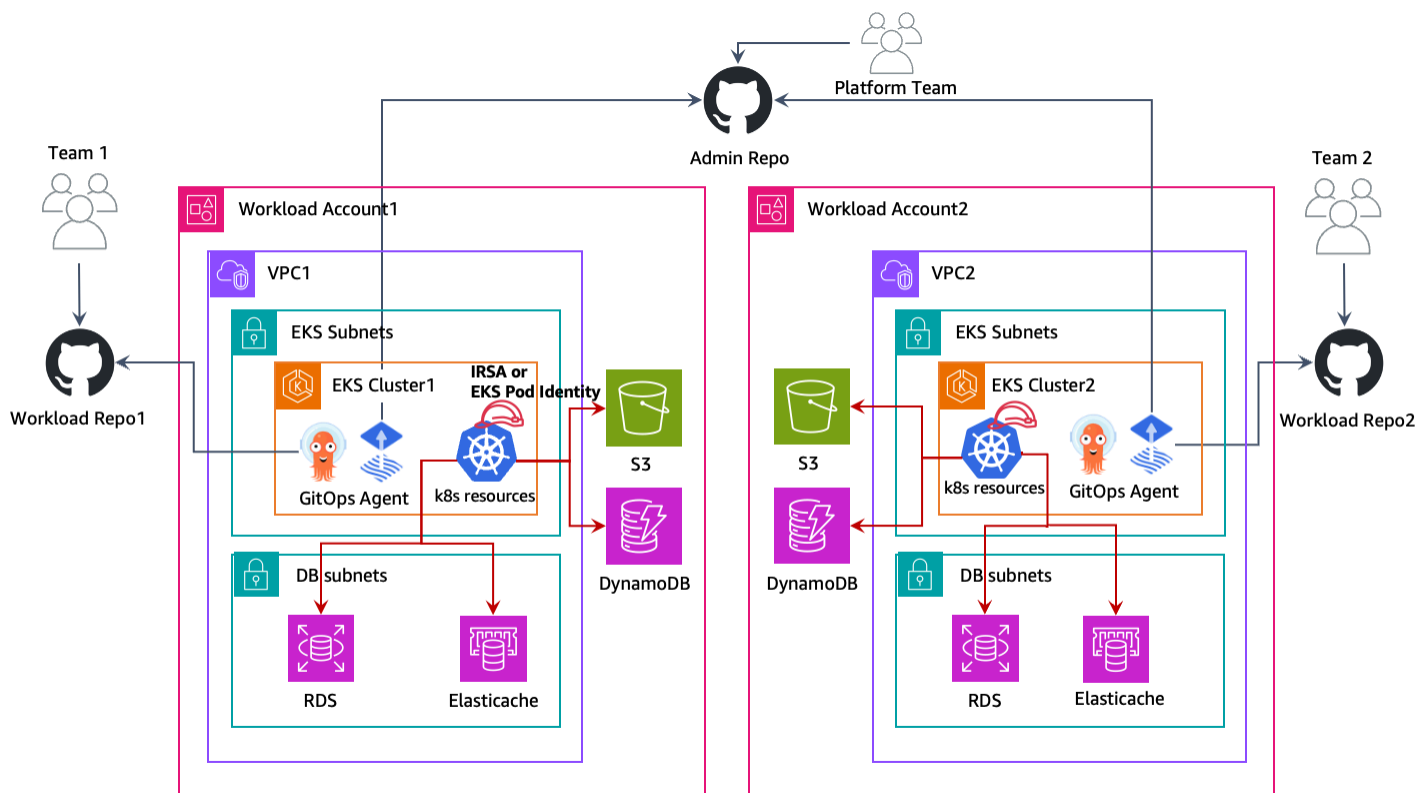 Platform Team
Admin Repo
Team 1
Team 2
Workload Account1
Workload Account2
VPC1
VPC2
EKS Subnets
EKS Subnets
EKS Cluster1
IRSA or
EKS Pod Identity
EKS Cluster2
Workload Repo1
Workload Repo2
GitOps Agent
k8s resources
S3
S3
k8s resources
GitOps Agent
DB subnets
DynamoDB
DynamoDB
DB subnets
RDS
Elasticache
RDS
Elasticache